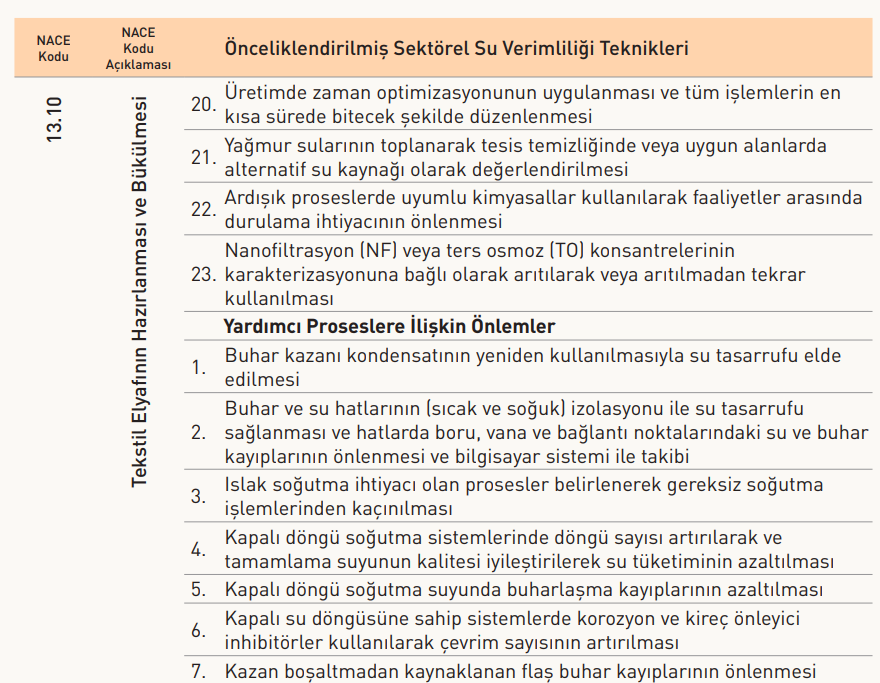 NACE
Kodu
NACE
Kodu
Açıklaması
Önceliklendirilmiş Sektörel Su Verimliliği Teknikleri
13.10
Tekstil Elyafının Hazırlanması ve Bükülmesi
20. Üretimde zaman optimizasyonunun uygulanması ve tüm işlemlerin en
kısa sürede bitecek şekilde düzenlenmesi
21. Yağmur sularının toplanarak tesis temizliğinde veya uygun alanlarda
alternatif su kaynağı olarak değerlendirilmesi
22. Ardışık proseslerde uyumlu kimyasallar kullanılarak faaliyetler arasında
durulama ihtiyacının önlenmesi
Nanofiltrasyon (NF) veya ters osmoz (TO) konsantrelerinin
23. karakterizasyonuna bağlı olarak arıtılarak veya arıtılmadan tekrar
kullanılması
Yardımcı Proseslere İlişkin Önlemler
1. Buhar kazanı kondensatının yeniden kullanılmasıyla su tasarrufu elde
edilmesi
Buhar ve su hatlarının (sıcak ve soğuk) izolasyonu ile su tasarrufu
2. sağlanması ve hatlarda boru, vana ve bağlantı noktalarındaki su ve buhar
kayıplarının önlenmesi ve bilgisayar sistemi ile takibi
3. Islak soğutma ihtiyacı olan prosesler belirlenerek gereksiz soğutma
işlemlerinden kaçınılması
4. Kapalı döngü soğutma sistemlerinde döngü sayısı artırılarak ve
tamamlama suyunun kalitesi iyileştirilerek su tüketiminin azaltılması
5. Kapalı döngü soğutma suyunda buharlaşma kayıplarının azaltılması
6. Kapalı su döngüsüne sahip sistemlerde korozyon ve kireç önleyici
inhibitörler kullanılarak çevrim sayısının artırılması
7. Kazan boşaltmadan kaynaklanan flaş buhar kayıplarının önlenmesi